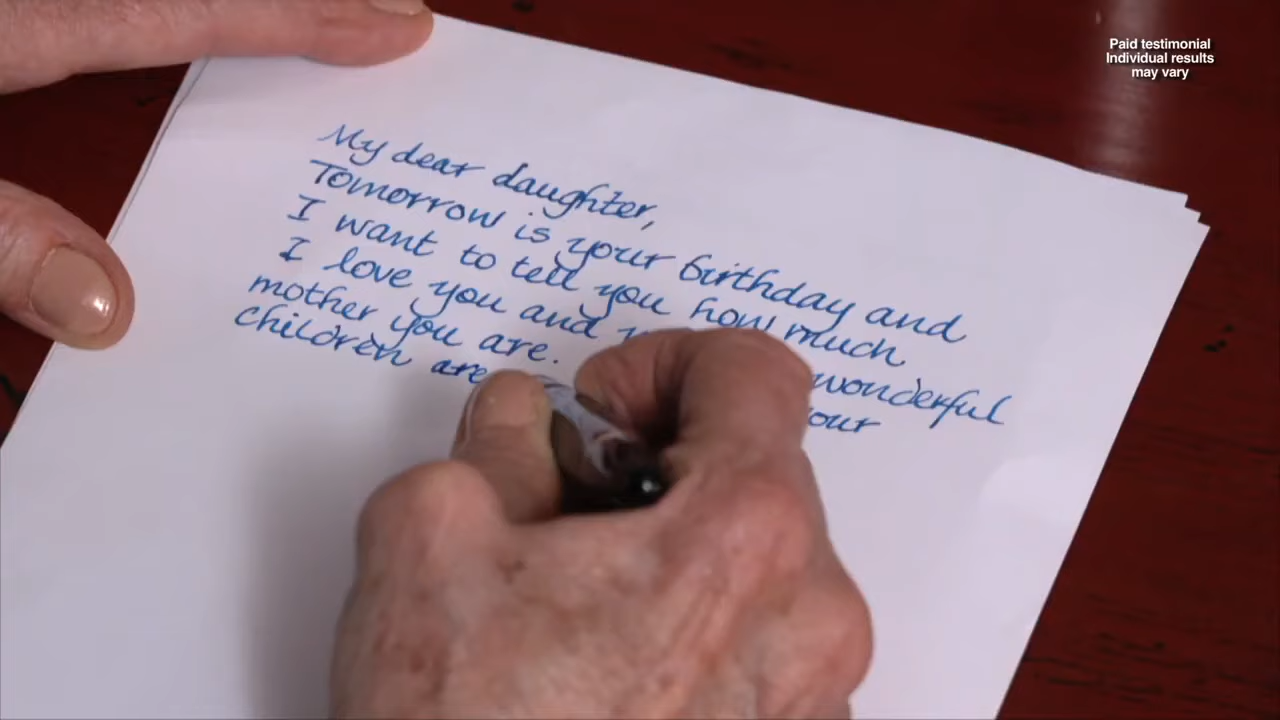 Paid testimonial
Individual results
may vary
My dear daughter,
Tomorrow is your birthday and
I want to tell you how much
I love you and wonderful
mother you are. your
children are